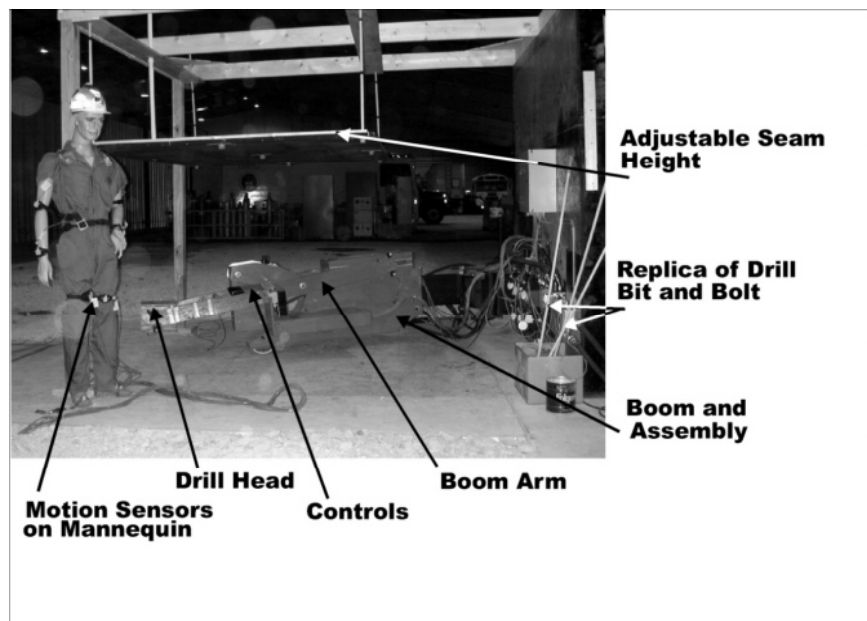 Adjustable Seam
Height
Replica of Drill
Bit and Bolt
Boom and
Assembly
Drill Head
Boom Arm
Motion Sensors
on Mannequin
Controls